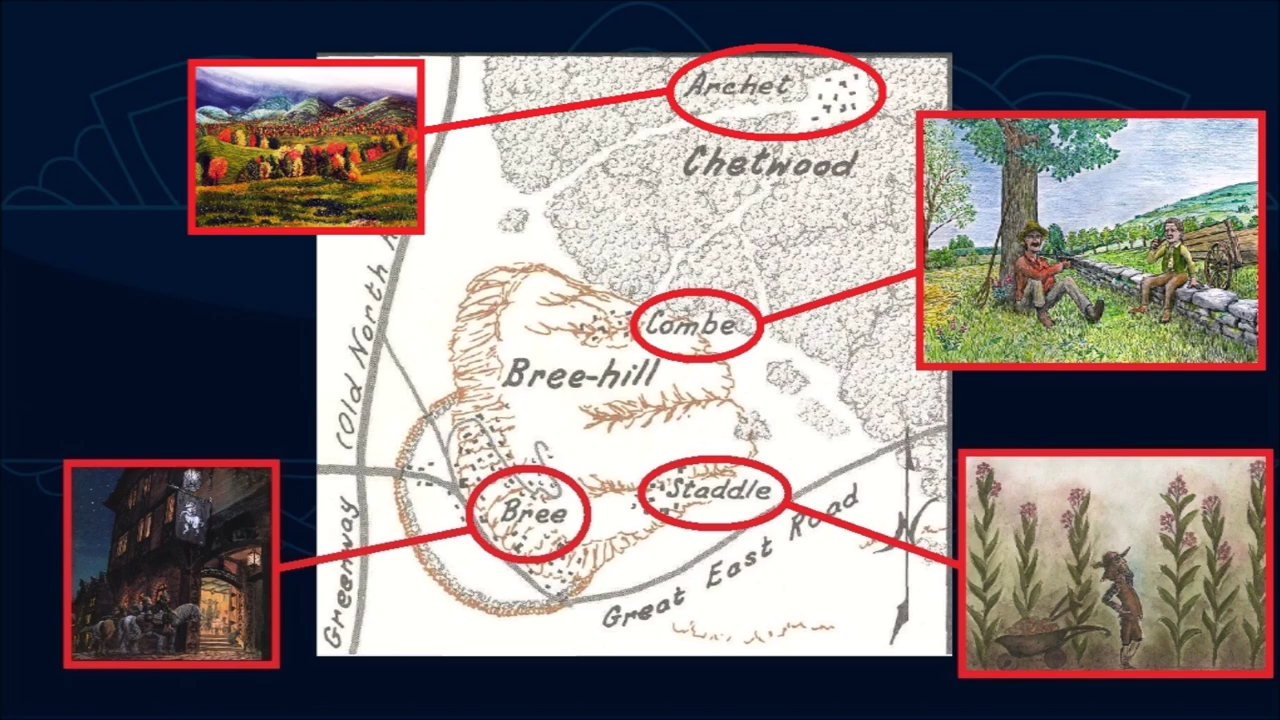 Archet
Chetwood
Combe
Bree-hill
Staddle
Bree
(Old North
Greenway
Great East Road
N